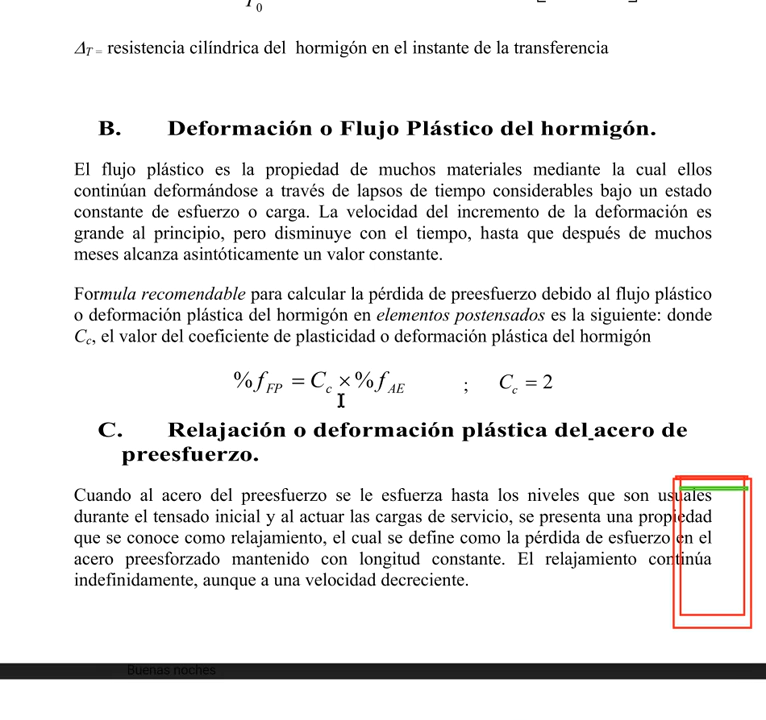 T0
ΔT = resistencia cilíndrica del hormigón en el instante de la transferencia
B. Deformación o Flujo Plástico del hormigón.
El flujo plástico es la propiedad de muchos materiales mediante la cual ellos
continúan deformándose a través de lapsos de tiempo considerables bajo un estado
constante de esfuerzo o carga. La velocidad del incremento de la deformación es
grande al principio, pero disminuye con el tiempo, hasta que después de muchos
meses alcanza asintóticamente un valor constante.
Formula recomendable para calcular la pérdida de preesfuerzo debido al flujo plástico
o deformación plástica del hormigón en elementos postensados es la siguiente: donde
Cc, el valor del coeficiente de plasticidad o deformación plástica del hormigón
%fFP = Cc × %fAE ; Cc = 2
C. Relajación o deformación plástica del acero de
preesfuerzo.
Cuando al acero del preesfuerzo se le esfuerza hasta los niveles que son usuales
durante el tensado inicial y al actuar las cargas de servicio, se presenta una propiedad
que se conoce como relajamiento, el cual se define como la pérdida de esfuerzo en el
acero preesforzado mantenido con longitud constante. El relajamiento continúa
indefinidamente, aunque a una velocidad decreciente.
Buenas noches